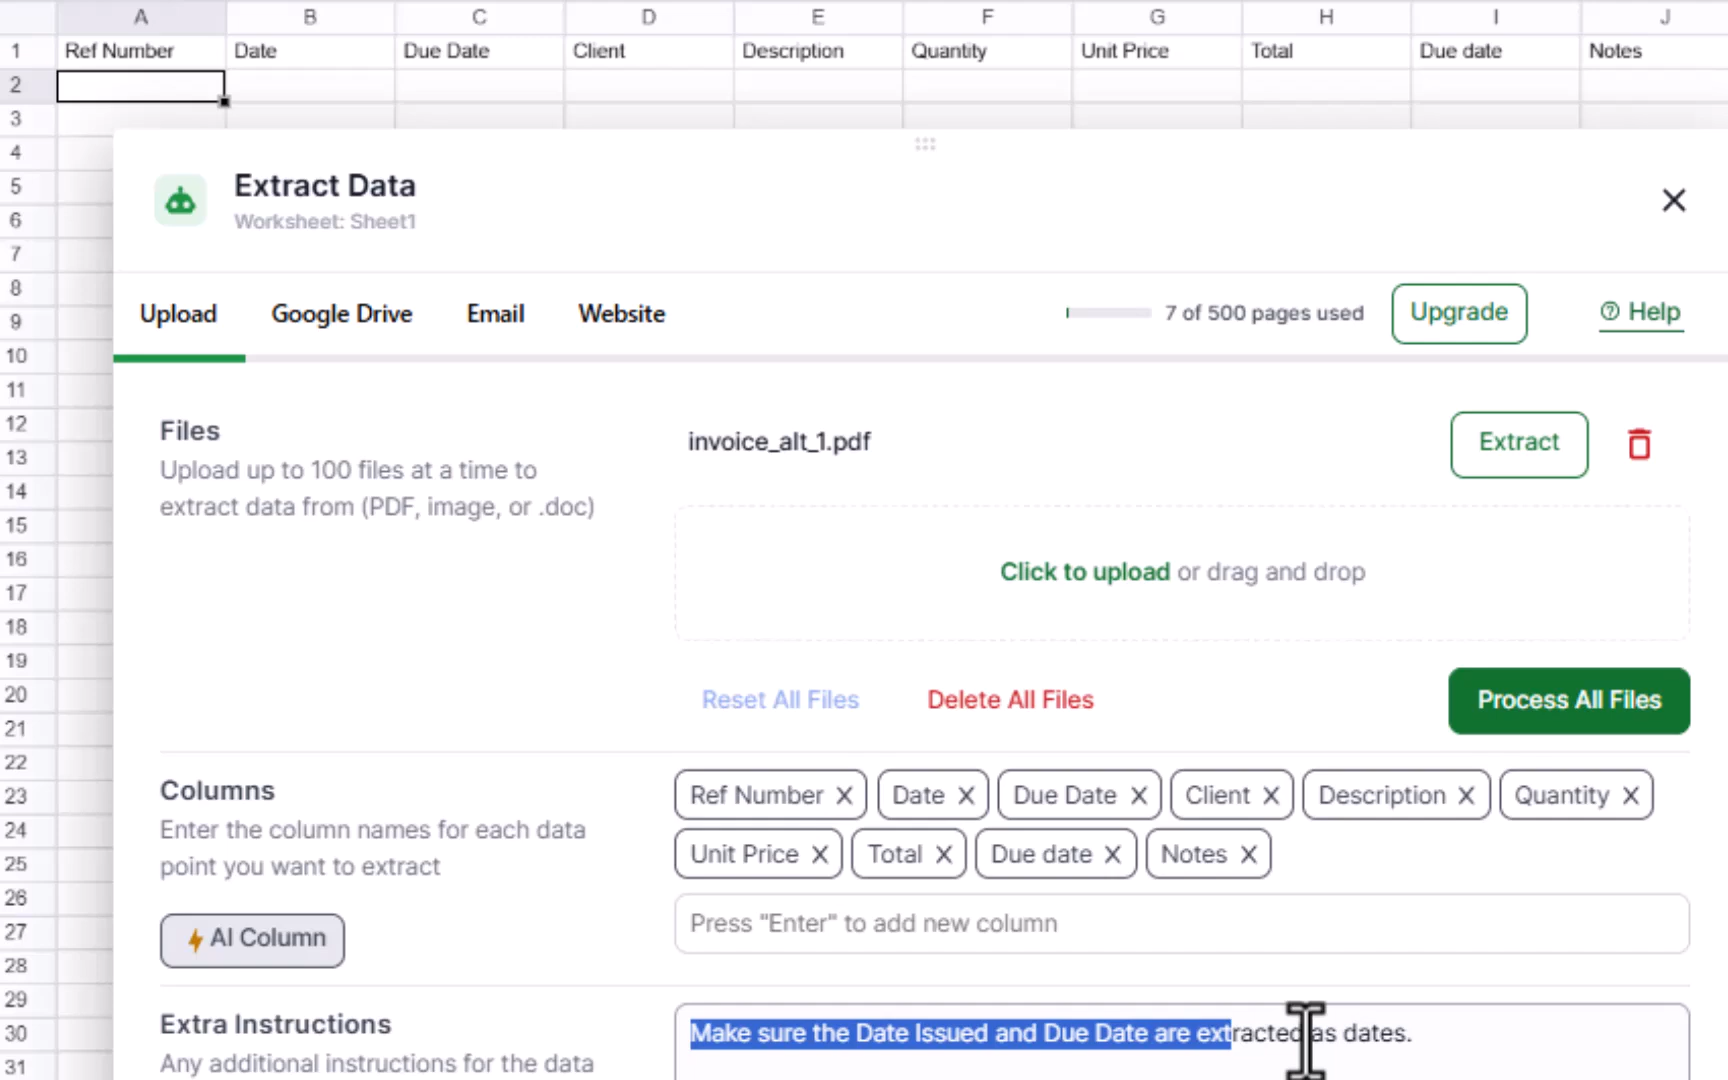 A B C D E F G H I J
1 Ref Number Date Due Date Client Description Quantity Unit Price Total Due date Notes
2
3
4
5
6
7
8
9
10
11
12
13
14
15
16
17
18
19
20
21
22
23
24
25
26
27
28
29
30
31
Extract Data
Worksheet: Sheet1
Upload Google Drive Email Website 7 of 500 pages used Upgrade Help
Files
Upload up to 100 files at a time to
extract data from (PDF, image, or .doc)
invoice_alt_1.pdf Extract
Click to upload or drag and drop
Reset All Files Delete All Files Process All Files
Columns
Enter the column names for each data
point you want to extract
AI Column
Ref Number X Date X Due Date X Client X Description X Quantity X
Unit Price X Total X Due date X Notes X
Press "Enter" to add new column
Extra Instructions
Any additional instructions for the data
Make sure the Date Issued and Due Date are extracted as dates.